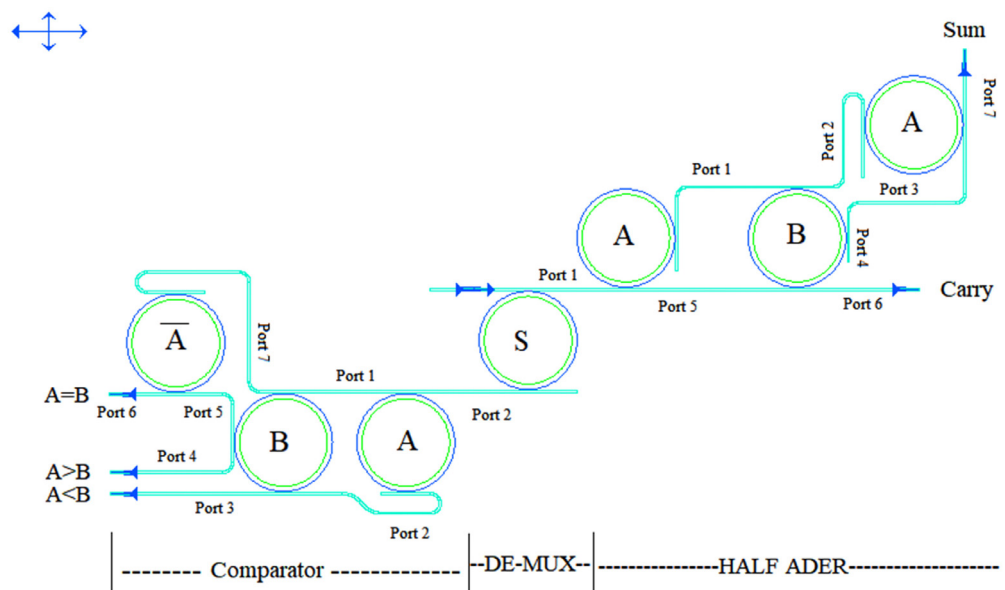 Sum
Port 7
A
Port 2
Port 1
Port 3
A
B
Port 4
Port 1
Port 5
Port 6
Carry
A̅
Port 7
S
Port 1
A=B
Port 6
Port 5
Port 2
B
A
A>B
Port 4
A<B
Port 3
Port 2
-------- Comparator ------------
--DE-MUX--
----------------HALF ADER--------------------